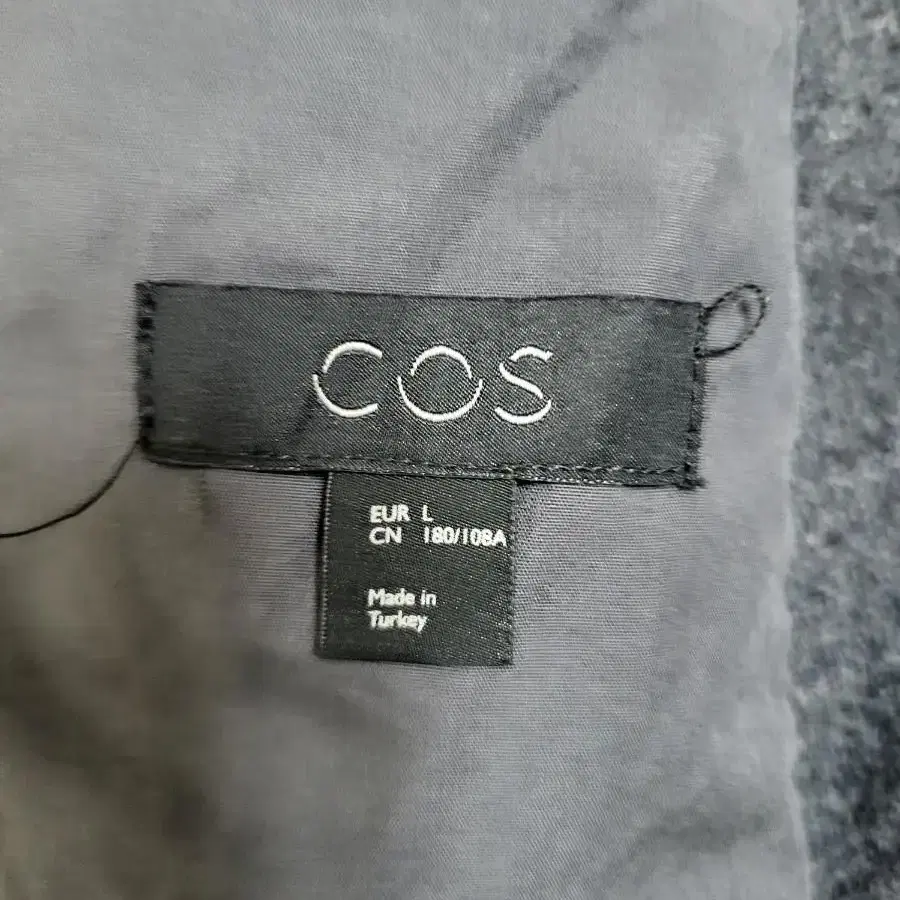 COS
EUR L
CN 180/108A
Made in
Turkey